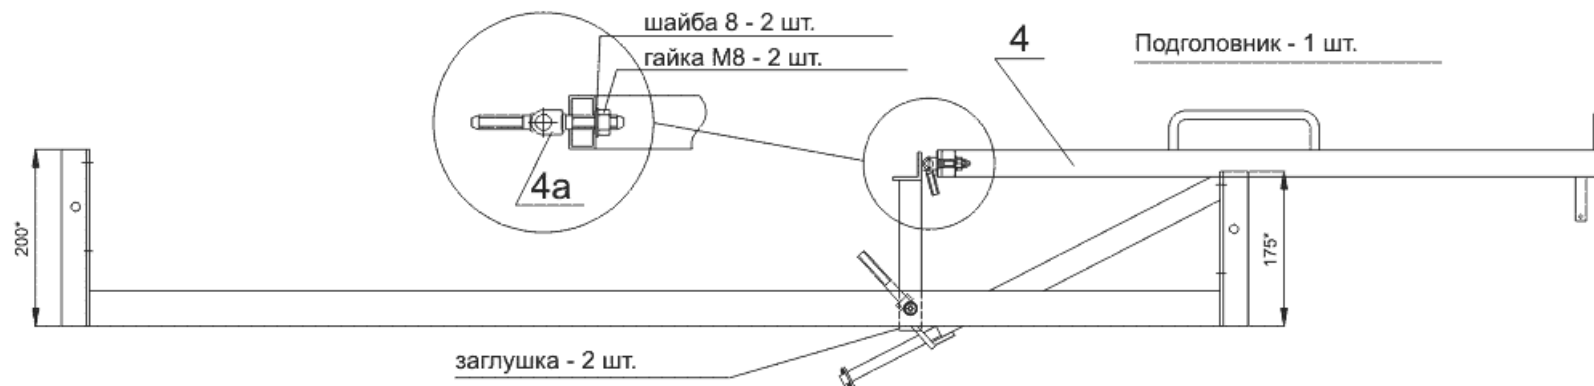 шайба 8 - 2 шт.
гайка М8 - 2 шт.
4
Подголовник - 1 шт.
4а
200*
175*
заглушка - 2 шт.